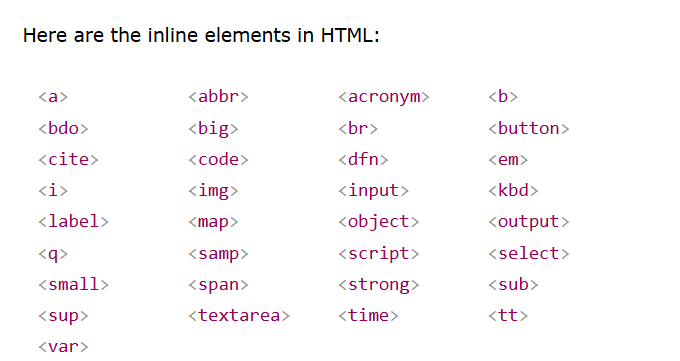 Here are the inline elements in HTML:
<a> <abbr> <acronym> <b>
<bdo> <big> <br> <button>
<cite> <code> <dfn> <em>
<i> <img> <input> <kbd>
<label> <map> <object> <output>
<q> <samp> <script> <select>
<small> <span> <strong> <sub>
<sup> <textarea> <time> <tt>
<var>